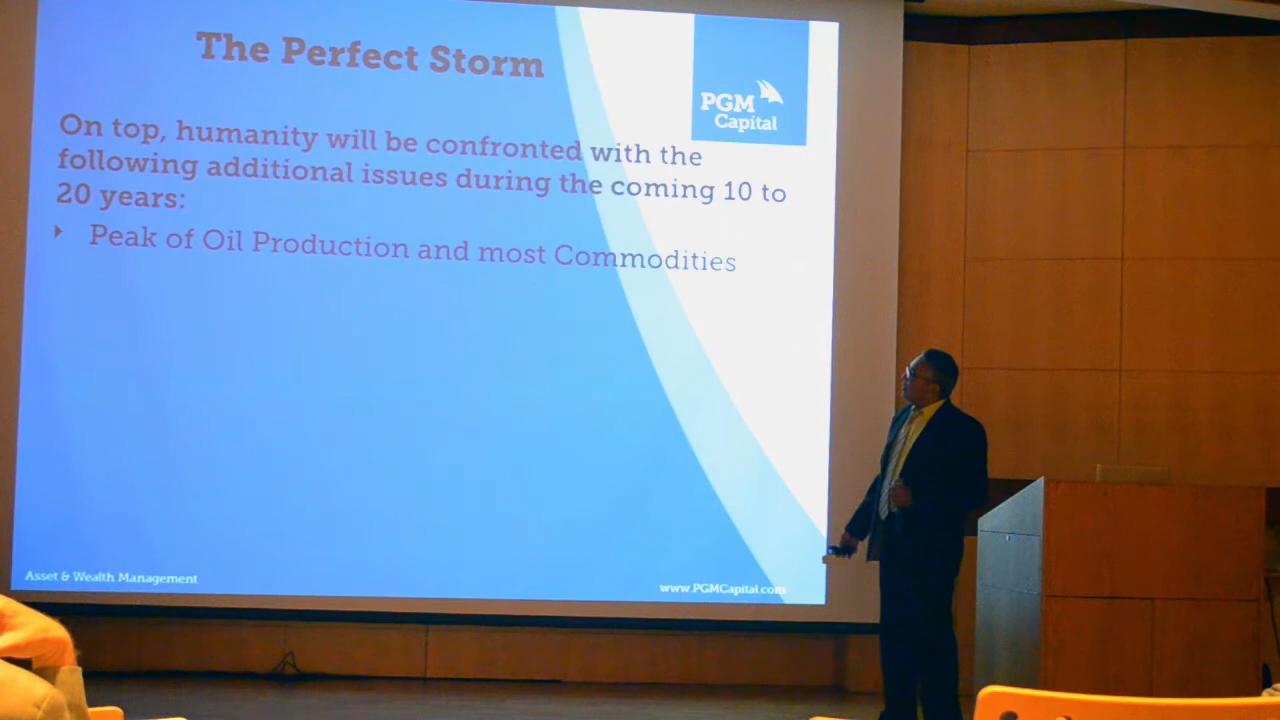 The Perfect Storm
PGM
Capital
On top, humanity will be confronted with the
following additional issues during the coming 10 to
20 years:
‣ Peak of Oil Production and most Commodities
Asset & Wealth Management
www.PGMCapital.com